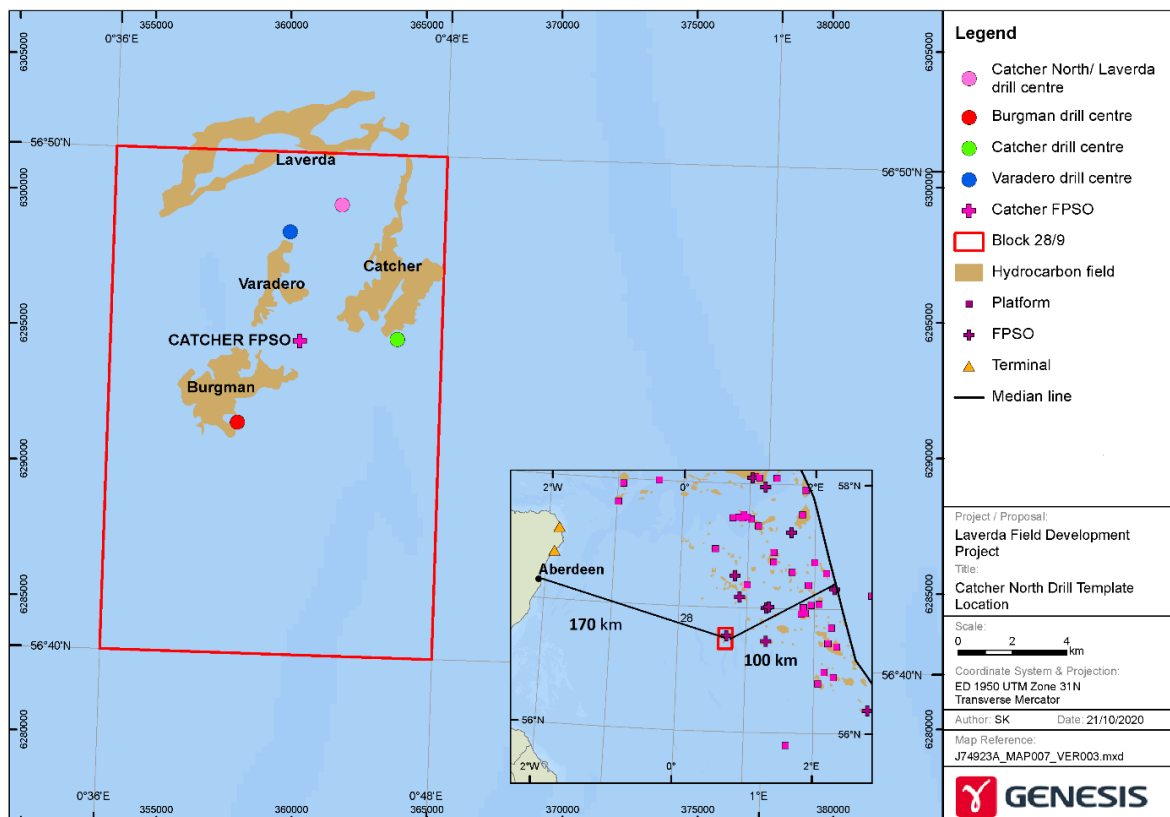 355000
360000
365000
370000
375000
380000
0°36'E
0°48'E
1°E
6305000
6305000
56°50'N
56°50'N
6300000
6300000
6295000
6295000
6290000
6290000
6285000
6285000
56°40'N
56°40'N
6280000
6280000
0°36'E
0°48'E
1°E
355000
360000
365000
370000
375000
380000
Laverda
Catcher
Varadero
CATCHER FPSO
Burgman
2°W
0°
2°E
58°N
Aberdeen
28
170 km
100 km
56°N
56°N
2°W
0°
2°E
Legend
Catcher North/ Laverda
drill centre
Burgman drill centre
Catcher drill centre
Varadero drill centre
Catcher FPSO
Block 28/9
Hydrocarbon field
Platform
FPSO
Terminal
Median line
Project / Proposal:
Laverda Field Development
Project
Title:
Catcher North Drill Template
Location
Scale:
0 2 4
km
Coordinate System & Projection:
ED 1950 UTM Zone 31N
Transverse Mercator
Author: SK Date: 21/10/2020
Map Reference:
J74923A_MAP007_VER003.mxd
GENESIS